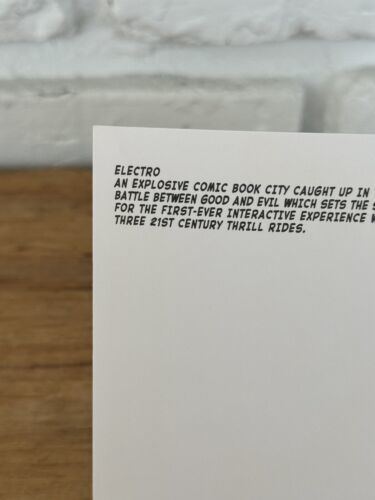 ELECTRO
AN EXPLOSIVE COMIC BOOK CITY CAUGHT UP IN
BATTLE BETWEEN GOOD AND EVIL WHICH SETS THE
FOR THE FIRST-EVER INTERACTIVE EXPERIENCE
THREE 21ST CENTURY THRILL RIDES.